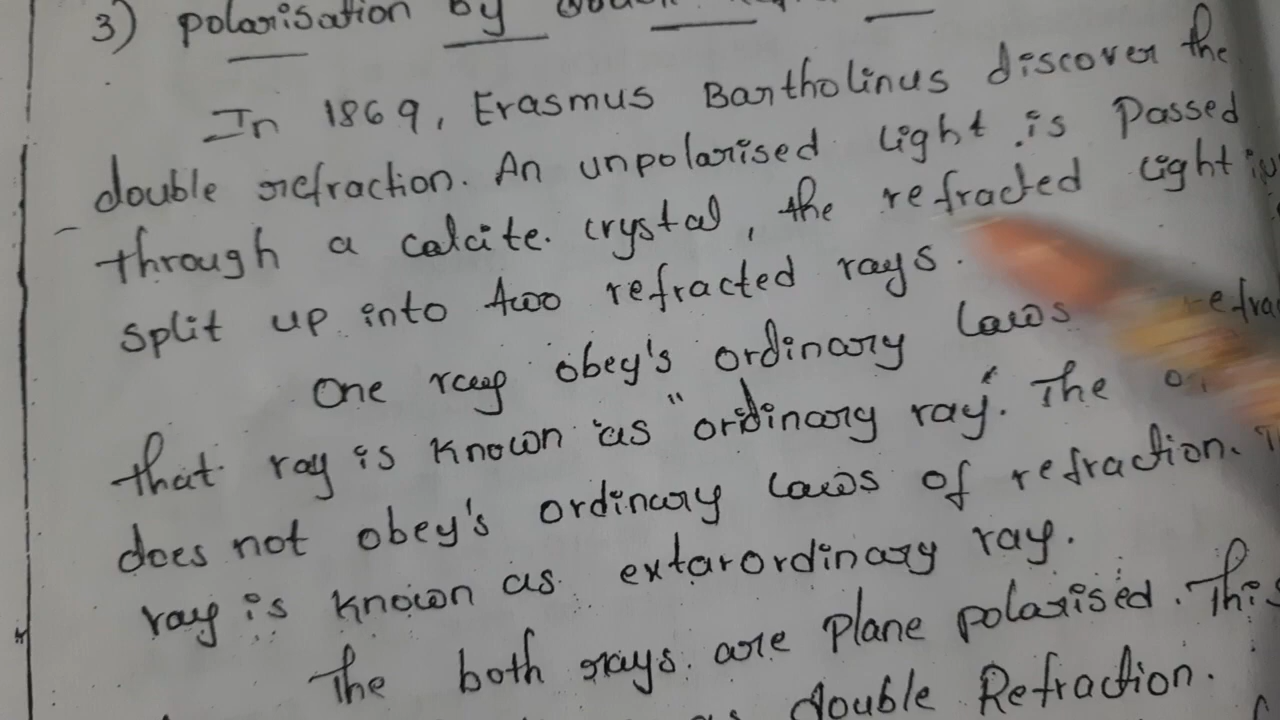 3) polarisation by
In 1869, Erasmus Bartholinus discover the
double refraction. An unpolarised light is passed
through a calcite. crystal, the refracted light is
split up into two refracted rays.
One ray obey's ordinary laws refrac
that ray is known as "ordinary ray". The
does not obey's ordinary laws of refraction.
ray is known as extarordinary ray.
The both rays. are plane polarised. This
as double Refraction.